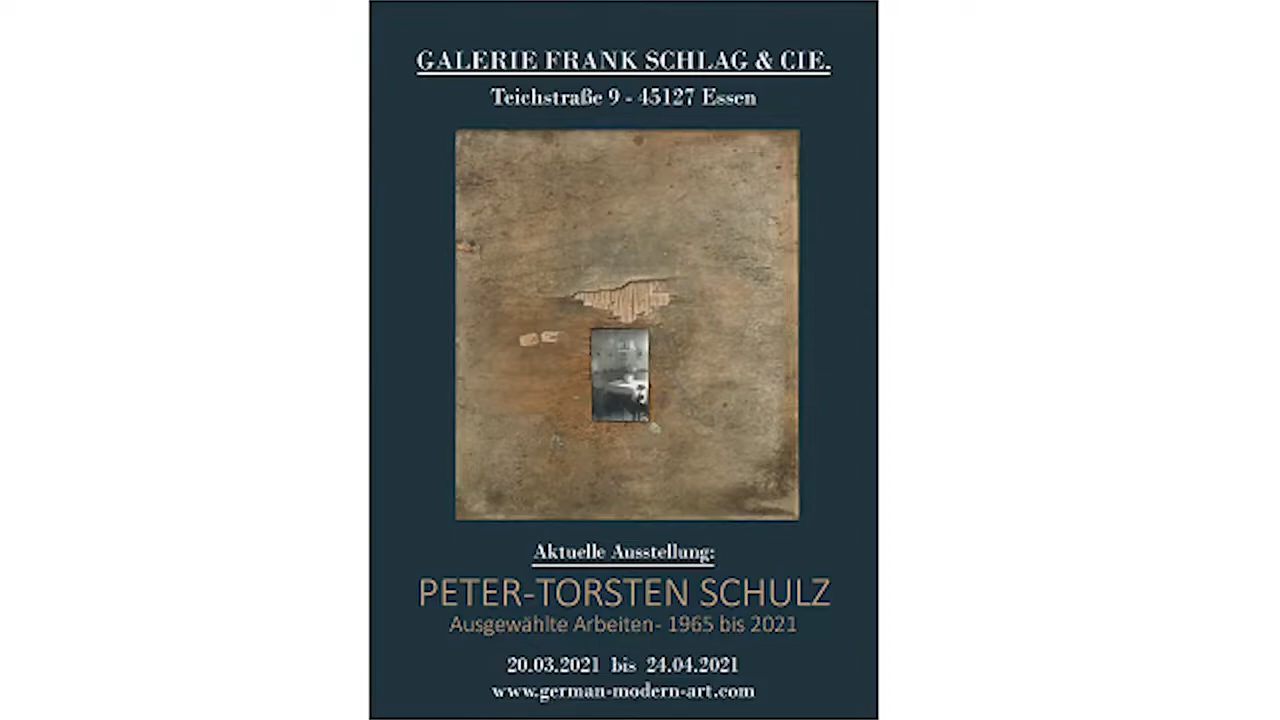 GALERIE FRANK SCHLAG & CIE.
Teichstraße 9 - 45127 Essen
Aktuelle Ausstellung:
PETER-TORSTEN SCHULZ
Ausgewählte Arbeiten- 1965 bis 2021
20.03.2021 bis 24.04.2021
www.german-modern-art.com